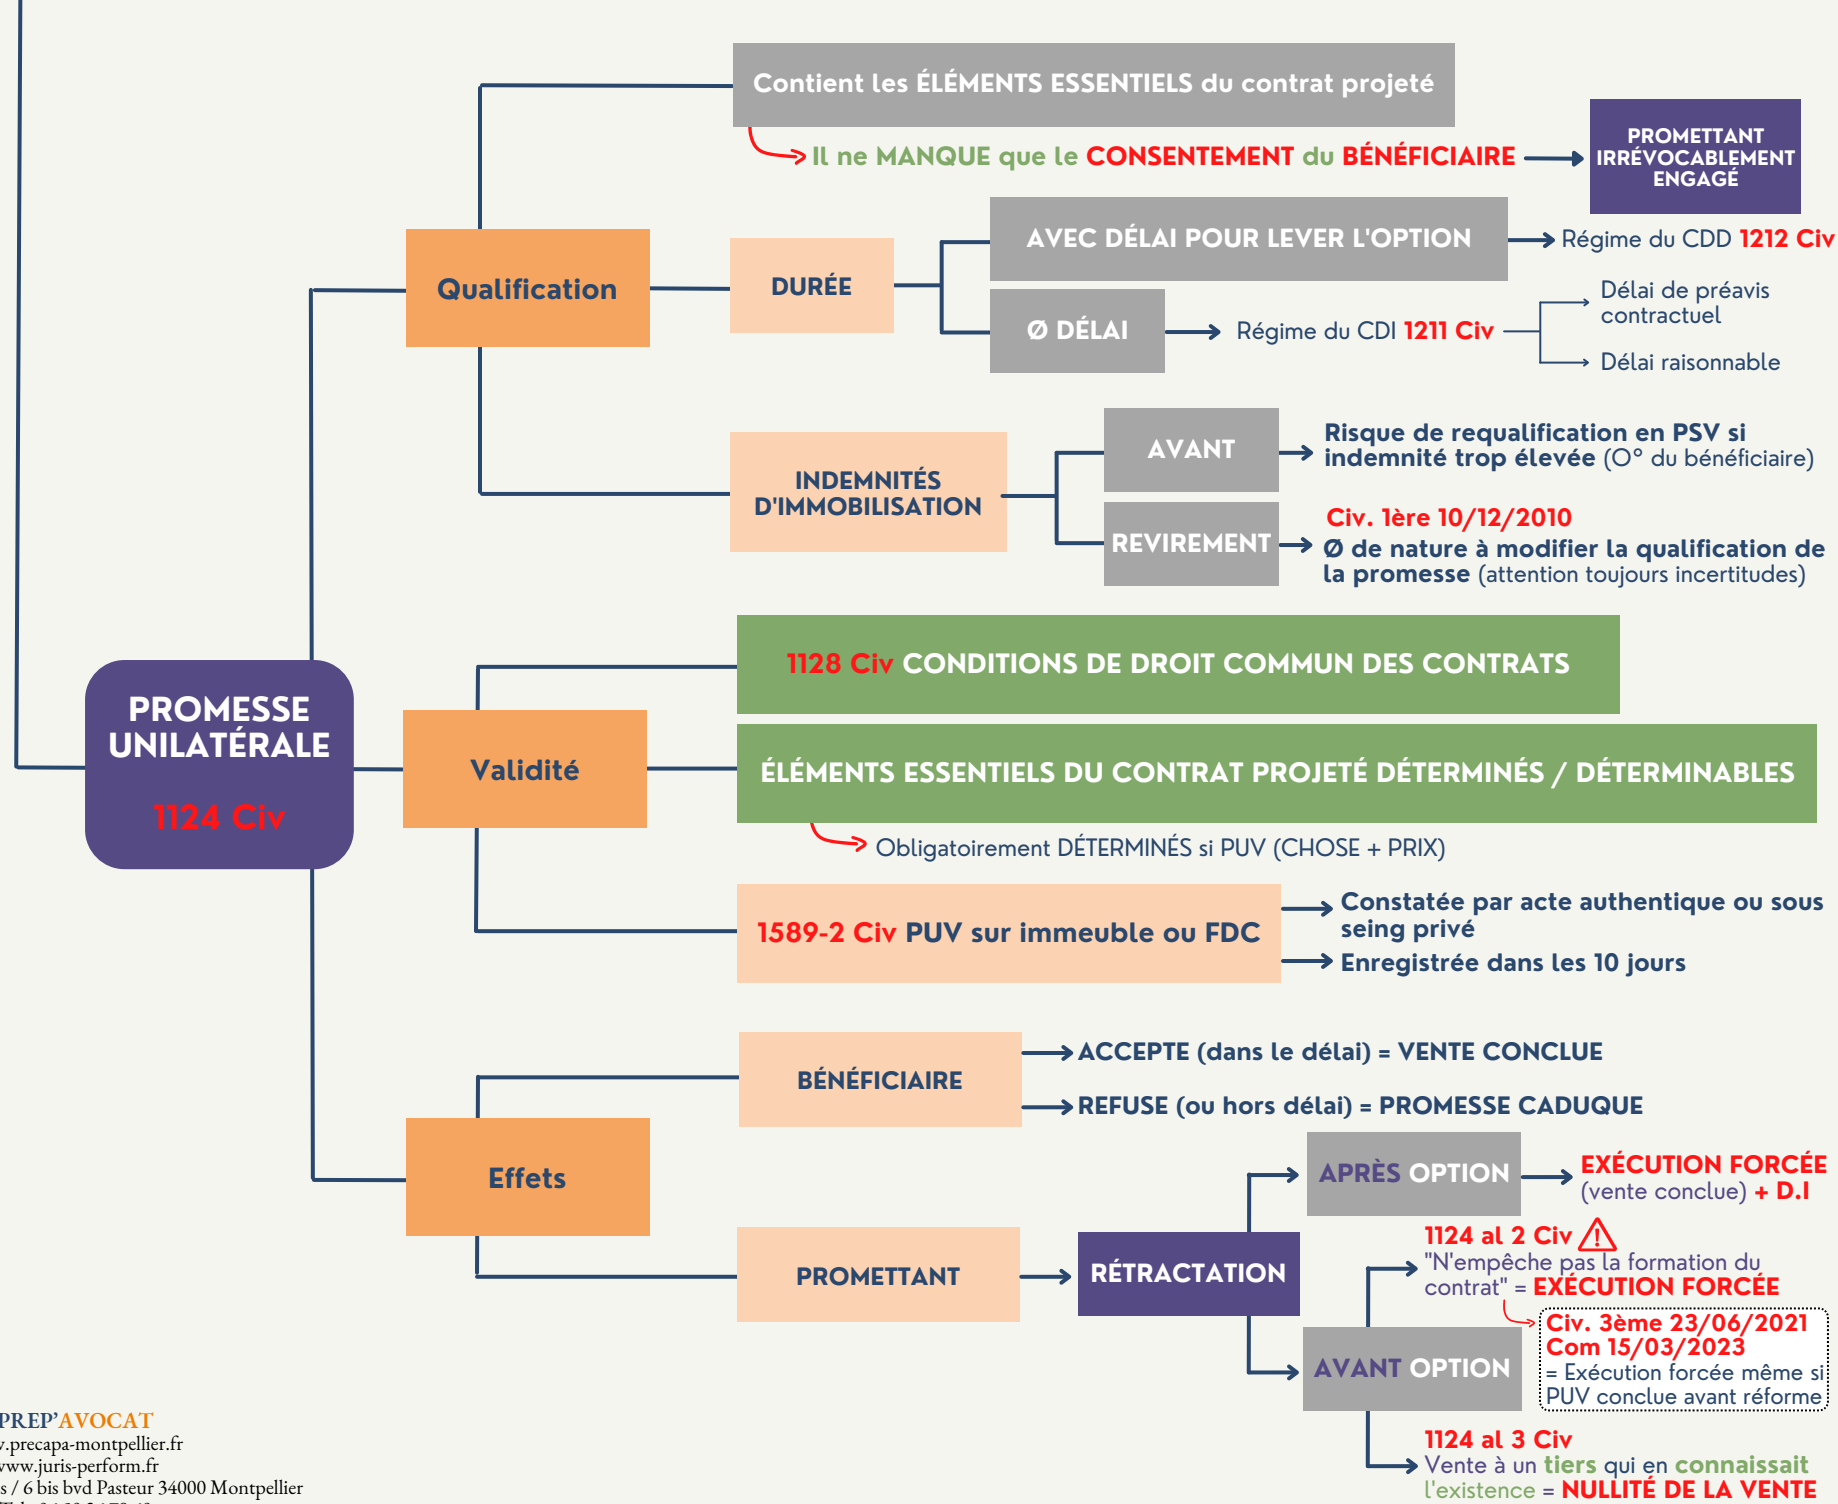 Contient les ÉLÉMENTS ESSENTIELS du contrat projeté
Il ne MANQUE que le CONSENTEMENT du BÉNÉFICIAIRE
PROMETTANT
IRRÉVOCABLEMENT
ENGAGÉ
Qualification
DURÉE
AVEC DÉLAI POUR LEVER L'OPTION
Régime du CDD 1212 Civ
Ø DÉLAI
Régime du CDI 1211 Civ
Délai de préavis
contractuel
Délai raisonnable
INDEMNITÉS
D'IMMOBILISATION
AVANT
Risque de requalification en PSV si
indemnité trop élevée (O° du bénéficiaire)
REVIREMENT
Civ. 1ère 10/12/2010
Ø de nature à modifier la qualification de
la promesse (attention toujours incertitudes)
PROMESSE
UNILATÉRALE
1124 Civ
Validité
1128 Civ CONDITIONS DE DROIT COMMUN DES CONTRATS
ÉLÉMENTS ESSENTIELS DU CONTRAT PROJETÉ DÉTERMINÉS / DÉTERMINABLES
Obligatoirement DÉTERMINÉS si PUV (CHOSE + PRIX)
1589-2 Civ PUV sur immeuble ou FDC
Constatée par acte authentique ou sous
seing privé
Enregistrée dans les 10 jours
Effets
BÉNÉFICIAIRE
ACCEPTE (dans le délai) = VENTE CONCLUE
REFUSE (ou hors délai) = PROMESSE CADUQUE
PROMETTANT
RÉTRACTATION
APRÈS OPTION
EXÉCUTION FORCÉE
(vente conclue) + D.I
AVANT OPTION
1124 al 2 Civ
"N'empêche pas la formation du
contrat" = EXÉCUTION FORCÉE
Civ. 3ème 23/06/2021
Com 15/03/2023
= Exécution forcée même si
PUV conclue avant réforme
1124 al 3 Civ
Vente à un tiers qui en connaissait
l'existence = NULLITÉ DE LA VENTE
PREP'AVOCAT
.precapa-montpellier.fr
www.juris-perform.fr
s / 6 bis bvd Pasteur 34000 Montpellier